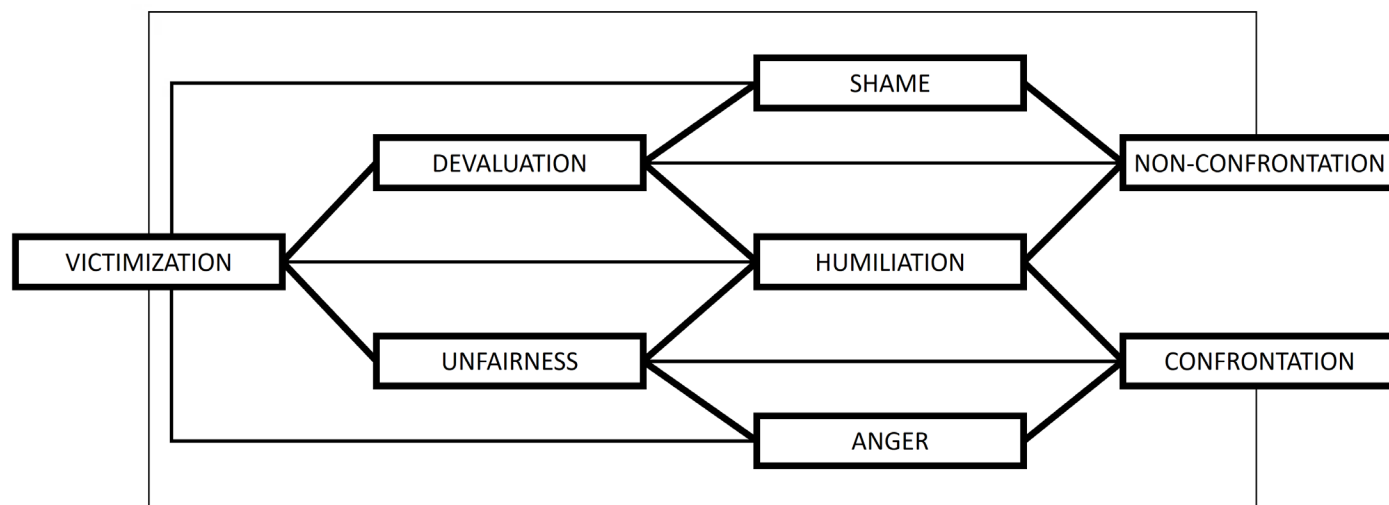 SHAME
DEVALUATION
NON-CONFRONTATION
VICTIMIZATION
HUMILIATION
UNFAIRNESS
CONFRONTATION
ANGER